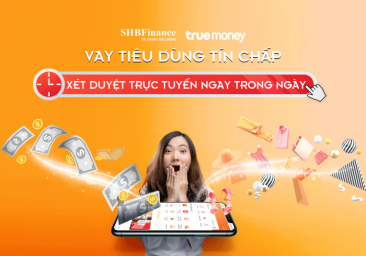 SHBFinance
truemoney
VAY TIÊU DÙNG TÍN CHẤP
XÉT DUYỆT TRỰC TUYẾN NGAY TRONG NGÀY